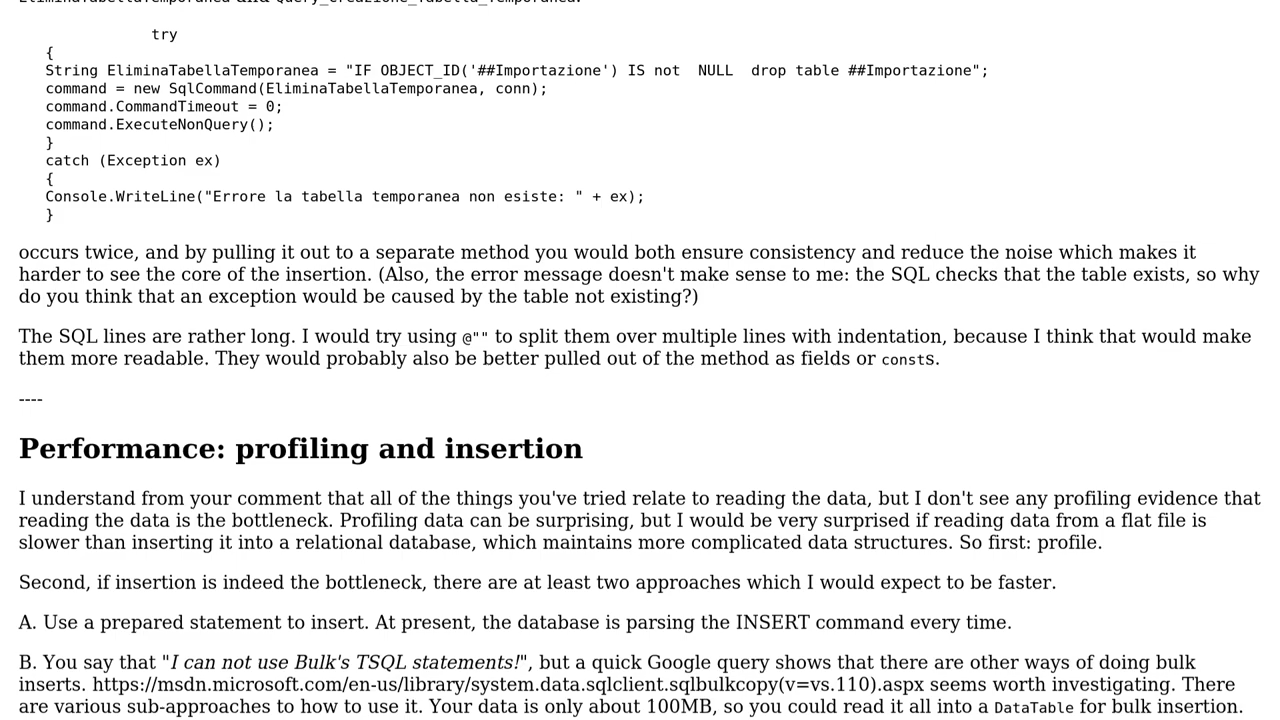 EliminaTabellaTemporanea and Query_Creazione_Tabella_Temporanea.
try
{
String EliminaTabellaTemporanea = "IF OBJECT_ID('##Importazione') IS not  NULL  drop table ##Importazione";
command = new SqlCommand(EliminaTabellaTemporanea, conn);
command.CommandTimeout = 0;
command.ExecuteNonQuery();
}
catch (Exception ex)
{
Console.WriteLine("Errore la tabella temporanea non esiste: " + ex);
}
occurs twice, and by pulling it out to a separate method you would both ensure consistency and reduce the noise which makes it
harder to see the core of the insertion. (Also, the error message doesn't make sense to me: the SQL checks that the table exists, so why
do you think that an exception would be caused by the table not existing?)
The SQL lines are rather long. I would try using @"" to split them over multiple lines with indentation, because I think that would make
them more readable. They would probably also be better pulled out of the method as fields or consts.
----
Performance: profiling and insertion
I understand from your comment that all of the things you've tried relate to reading the data, but I don't see any profiling evidence that
reading the data is the bottleneck. Profiling data can be surprising, but I would be very surprised if reading data from a flat file is
slower than inserting it into a relational database, which maintains more complicated data structures. So first: profile.
Second, if insertion is indeed the bottleneck, there are at least two approaches which I would expect to be faster.
A. Use a prepared statement to insert. At present, the database is parsing the INSERT command every time.
B. You say that "I can not use Bulk's TSQL statements!", but a quick Google query shows that there are other ways of doing bulk
inserts. https://msdn.microsoft.com/en-us/library/system.data.sqlclient.sqlbulkcopy(v=vs.110).aspx seems worth investigating. There
are various sub-approaches to how to use it. Your data is only about 100MB, so you could read it all into a DataTable for bulk insertion.